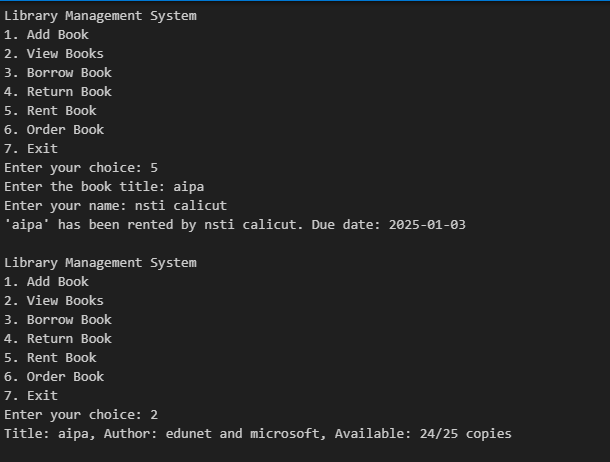 Library Management System
1. Add Book
2. View Books
3. Borrow Book
4. Return Book
5. Rent Book
6. Order Book
7. Exit
Enter your choice: 5
Enter the book title: aipa
Enter your name: nsti calicut
'aipa' has been rented by nsti calicut. Due date: 2025-01-03

Library Management System
1. Add Book
2. View Books
3. Borrow Book
4. Return Book
5. Rent Book
6. Order Book
7. Exit
Enter your choice: 2
Title: aipa, Author: edunet and microsoft, Available: 24/25 copies